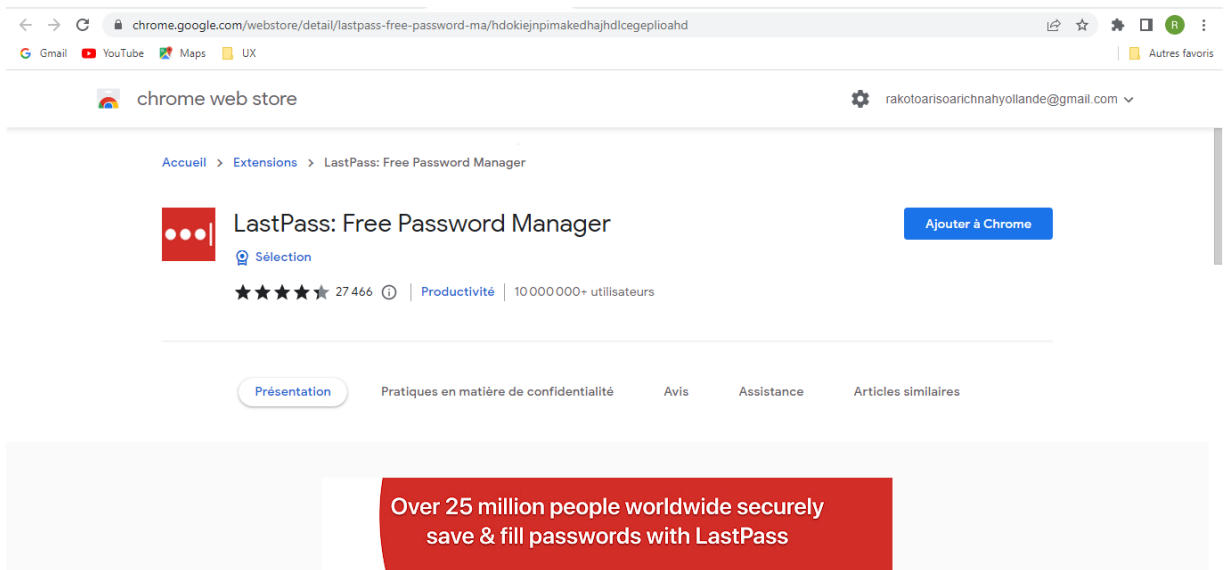 chrome.google.com/webstore/detail/lastpass-free-password-ma/hdokiejnpimakedhajhdlcegeplioahd
R
Gmail YouTube Maps UX Autres favoris
chrome web store rakotoarisoarichnahyollande@gmail.com
Accueil > Extensions > LastPass: Free Password Manager
LastPass: Free Password Manager Ajouter à Chrome
Sélection
27 466 Productivité 10 000 000+ utilisateurs
Présentation Pratiques en matière de confidentialité Avis Assistance Articles similaires
Over 25 million people worldwide securely
save & fill passwords with LastPass